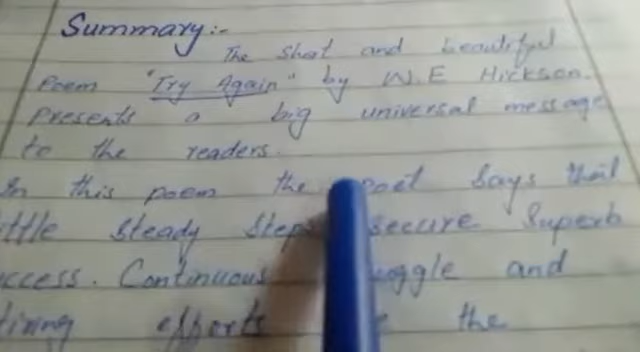 Summary:-
The short and beautiful
Poem "Try Again" by W.E Hickson.
Presents a big universal message
to the readers.
In this poem the poet says that
steady steps secure superb
Continuous and
efforts the